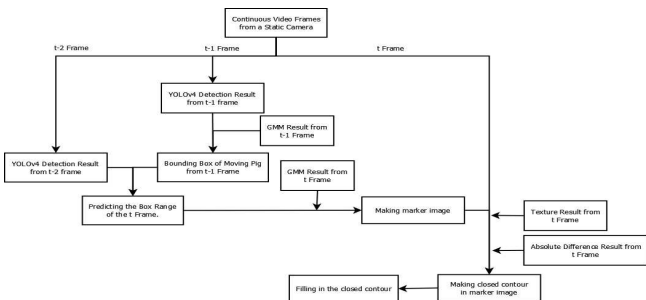 Continuous Video Frames
from a Static Camera
t-2 Frame
t-1 Frame
t Frame
YOLOv4 Detection Result
from t-1 frame
GMM Result from
t-1 Frame
YOLOv4 Detection Result
from t-2 frame
Bounding Box of Moving Pig
from t-1 Frame
GMM Result from
t Frame
Predicting the Box Range
of the t Frame.
Making marker image
Texture Result from
t Frame
Absolute Difference Result from
t Frame
Filling in the closed contour
Making closed contour
in marker image